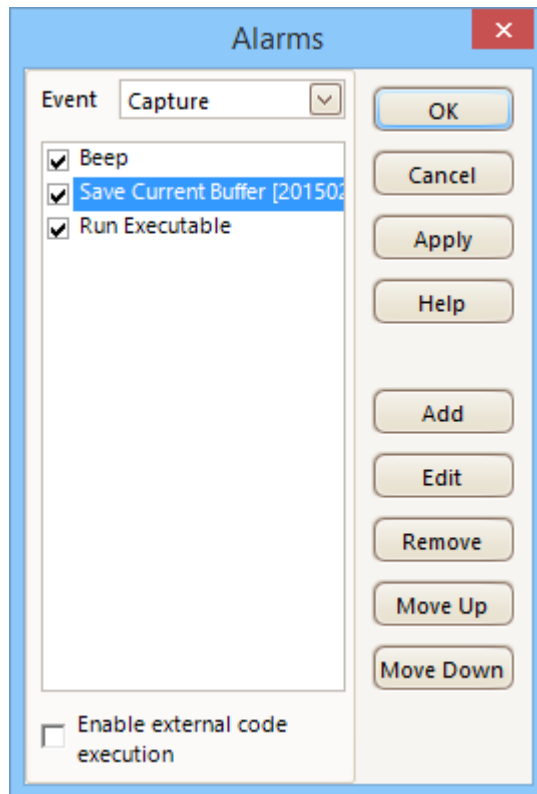 Alarms
Event Capture
Beep
Save Current Buffer [201502
Run Executable
Enable external code
execution
OK
Cancel
Apply
Help
Add
Edit
Remove
Move Up
Move Down